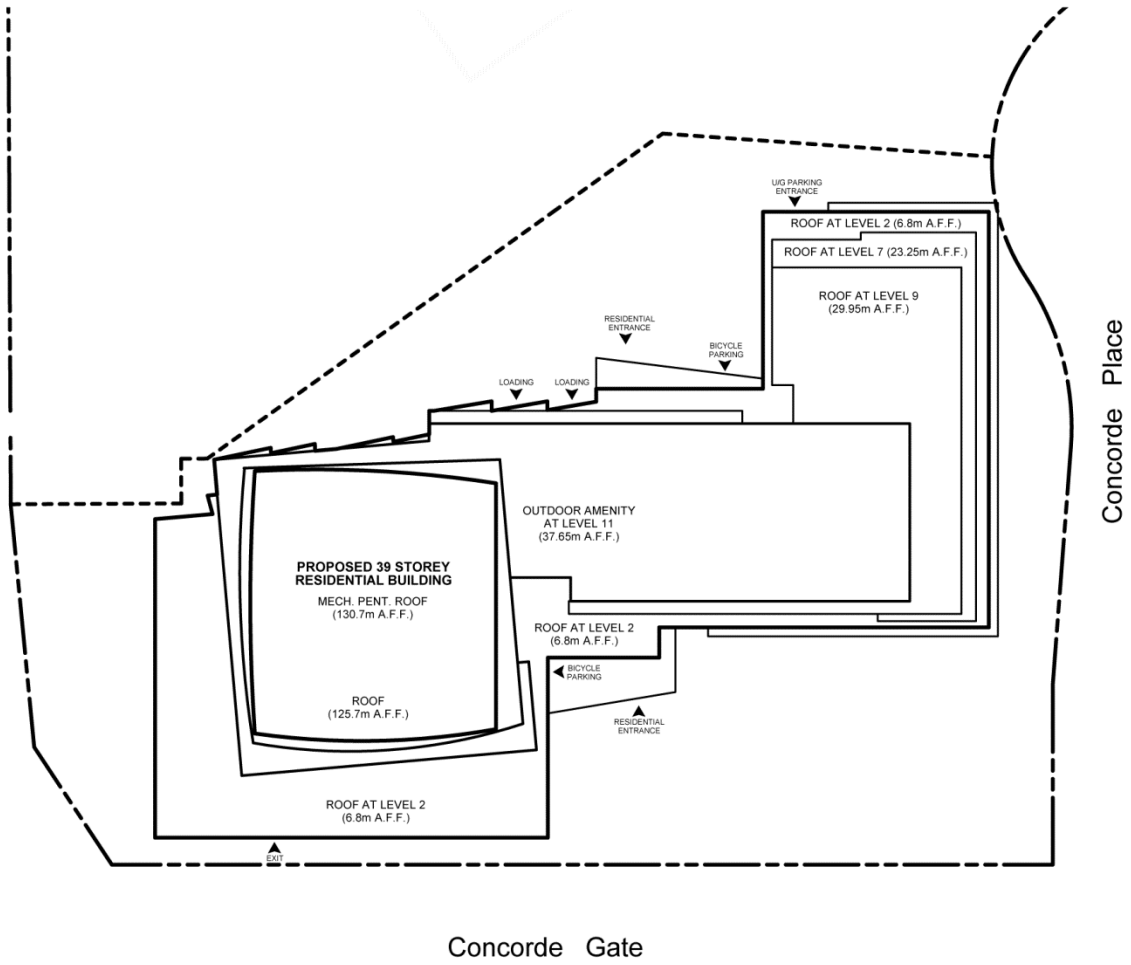 U/G PARKING
ENTRANCE
ROOF AT LEVEL 2 (6.8m A.F.F.)
ROOF AT LEVEL 7 (23.25m A.F.F.)
ROOF AT LEVEL 9
(29.95m A.F.F.)
RESIDENTIAL
ENTRANCE
BICYCLE
PARKING
LOADING
LOADING
Concorde Place
OUTDOOR AMENITY
AT LEVEL 11
(37.65m A.F.F.)
PROPOSED 39 STOREY
RESIDENTIAL BUILDING
MECH. PENT. ROOF
(130.7m A.F.F.)
ROOF AT LEVEL 2
(6.8m A.F.F.)
BICYCLE
PARKING
ROOF
(125.7m A.F.F.)
RESIDENTIAL
ENTRANCE
ROOF AT LEVEL 2
(6.8m A.F.F.)
EXIT
Concorde Gate